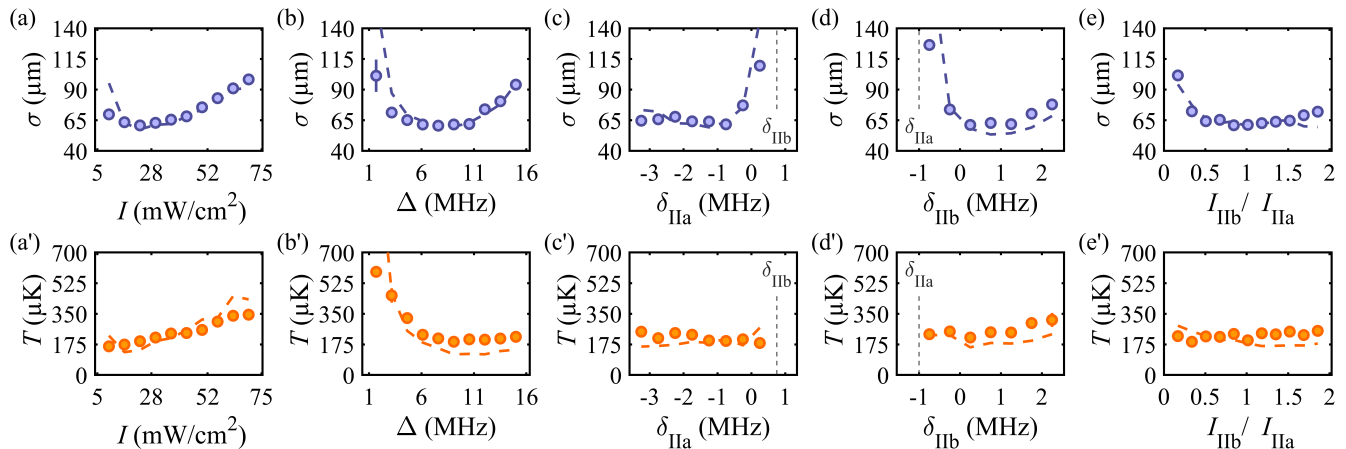 (a) (b) (c) (d) (e)
140 140 140 140 140
115 115 115 115 115
σ (μm) σ (μm) σ (μm) σ (μm) σ (μm)
90 90 90 90 90
65 65 65 65 65
40 40 40 40 40
δIIb δIIa
5 28 52 75 1 6 11 16 -3 -2 -1 0 1 -1 0 1 2 0 0.5 1 1.5 2
I (mW/cm²) Δ (MHz) δIIa (MHz) δIIb (MHz) IIIb/ IIIa
(a') (b') (c') (d') (e')
700 700 700 700 700
δIIb δIIa
525 525 525 525 525
T (μK) T (μK) T (μK) T (μK) T (μK)
350 350 350 350 350
175 175 175 175 175
0 0 0 0 0
5 28 52 75 1 6 11 16 -3 -2 -1 0 1 -1 0 1 2 0 0.5 1 1.5 2
I (mW/cm²) Δ (MHz) δIIa (MHz) δIIb (MHz) IIIb/ IIIa